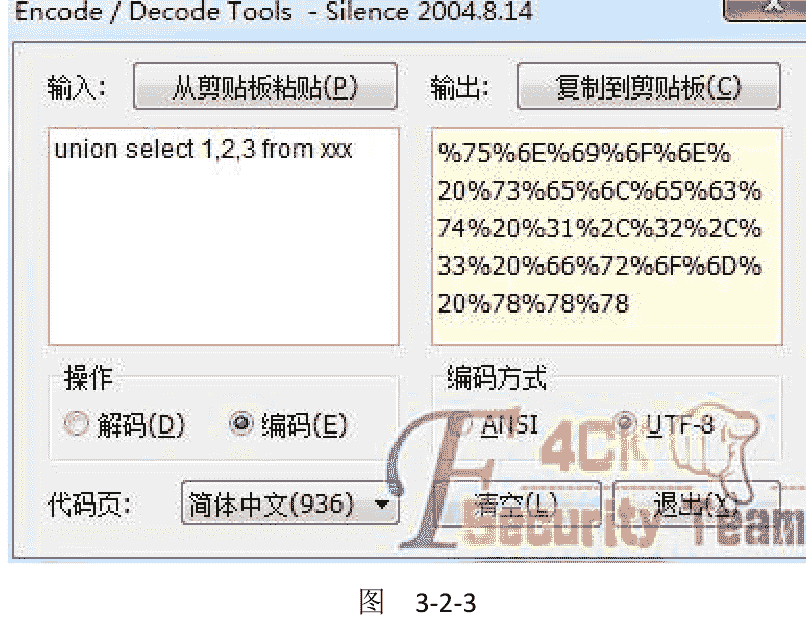 Encode / Decode Tools - Silence 2004.8.14
输入: 从剪贴板粘贴(P) 输出: 复制到剪贴板(C)
union select 1,2,3 from xxx
%75%6E%69%6F%6E%
20%73%65%6C%65%63%
74%20%31%2C%32%2C%
33%20%66%72%6F%6D%
20%78%78%78
操作 编码方式
解码(D) 编码(E) ANSI UTF-8
代码页: 简体中文(936) 清空(L) 退出(X)
F4CK
Security Team
图 3-2-3